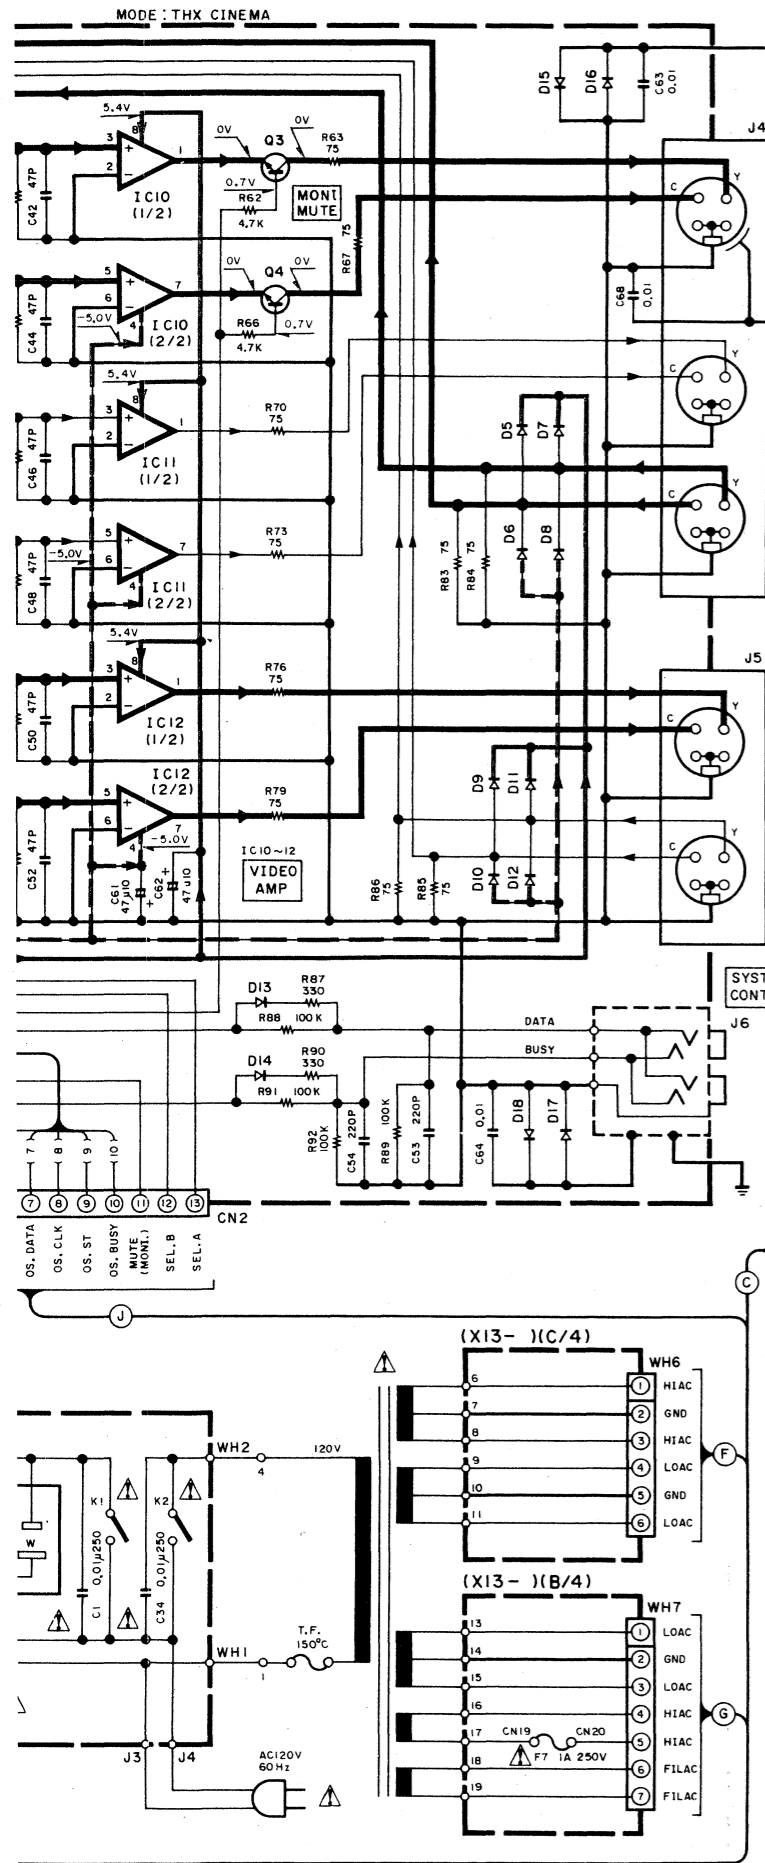 MODE : THX CINEMA
D15
D16
C63
0.01
J4
5.4V
8
3
2
1
+
−
IC10
(1/2)
47P
C42
0V
Q3
0V
R63
75
0.7V
R62
4.7K
MONI
MUTE
C
Y
R67
75
5
6
7
+
−
4
-5.0V
IC10
(2/2)
47P
C44
0V
Q4
0V
R66
4.7K
0.7V
C68
0.01
5.4V
8
3
2
1
+
−
IC11
(1/2)
47P
C46
R70
75
D5
D7
C
Y
5
6
7
+
−
4
-5.0V
IC11
(2/2)
47P
C48
R73
75
R83
75
R84
75
D6
D8
C
Y
5.4V
8
3
2
1
+
−
IC12
(1/2)
47P
C50
R76
75
J5
C
Y
IC12
(2/2)
5
6
7
+
−
4
-5.0V
47P
C52
R79
75
IC10~12
VIDEO
AMP
C61
47μ10
+
C62
47μ10
+
D9
D11
D10
D12
R86
75
R85
75
C
Y
SYST
CONT
J6
D13
R87
330
R88
100K
DATA
BUSY
D14
R90
330
R91
100K
R92
100K
C54
220P
R89
100K
C53
220P
C64
0.01
D18
D17
7
8
9
10
7
8
9
10
11
12
13
CN2
OS. DATA
OS. CLK
OS. ST
OS. BUSY
MUTE
(MONI.)
SEL. B
SEL. A
J
C
(X13- )(C/4)
WH6
6
1
HIAC
7
2
GND
8
3
HIAC
9
4
LOAC
10
5
GND
11
6
LOAC
F
WH2
4
120V
K1
K2
W
C1
0.01μ250
C34
0.01μ250
WH1
1
T.F.
150°C
J3
J4
AC120V
60Hz
(X13- )(B/4)
WH7
13
1
LOAC
14
2
GND
15
3
LOAC
16
4
HIAC
17
CN19
CN20
5
HIAC
F7 1A 250V
18
6
FILAC
19
7
FILAC
G